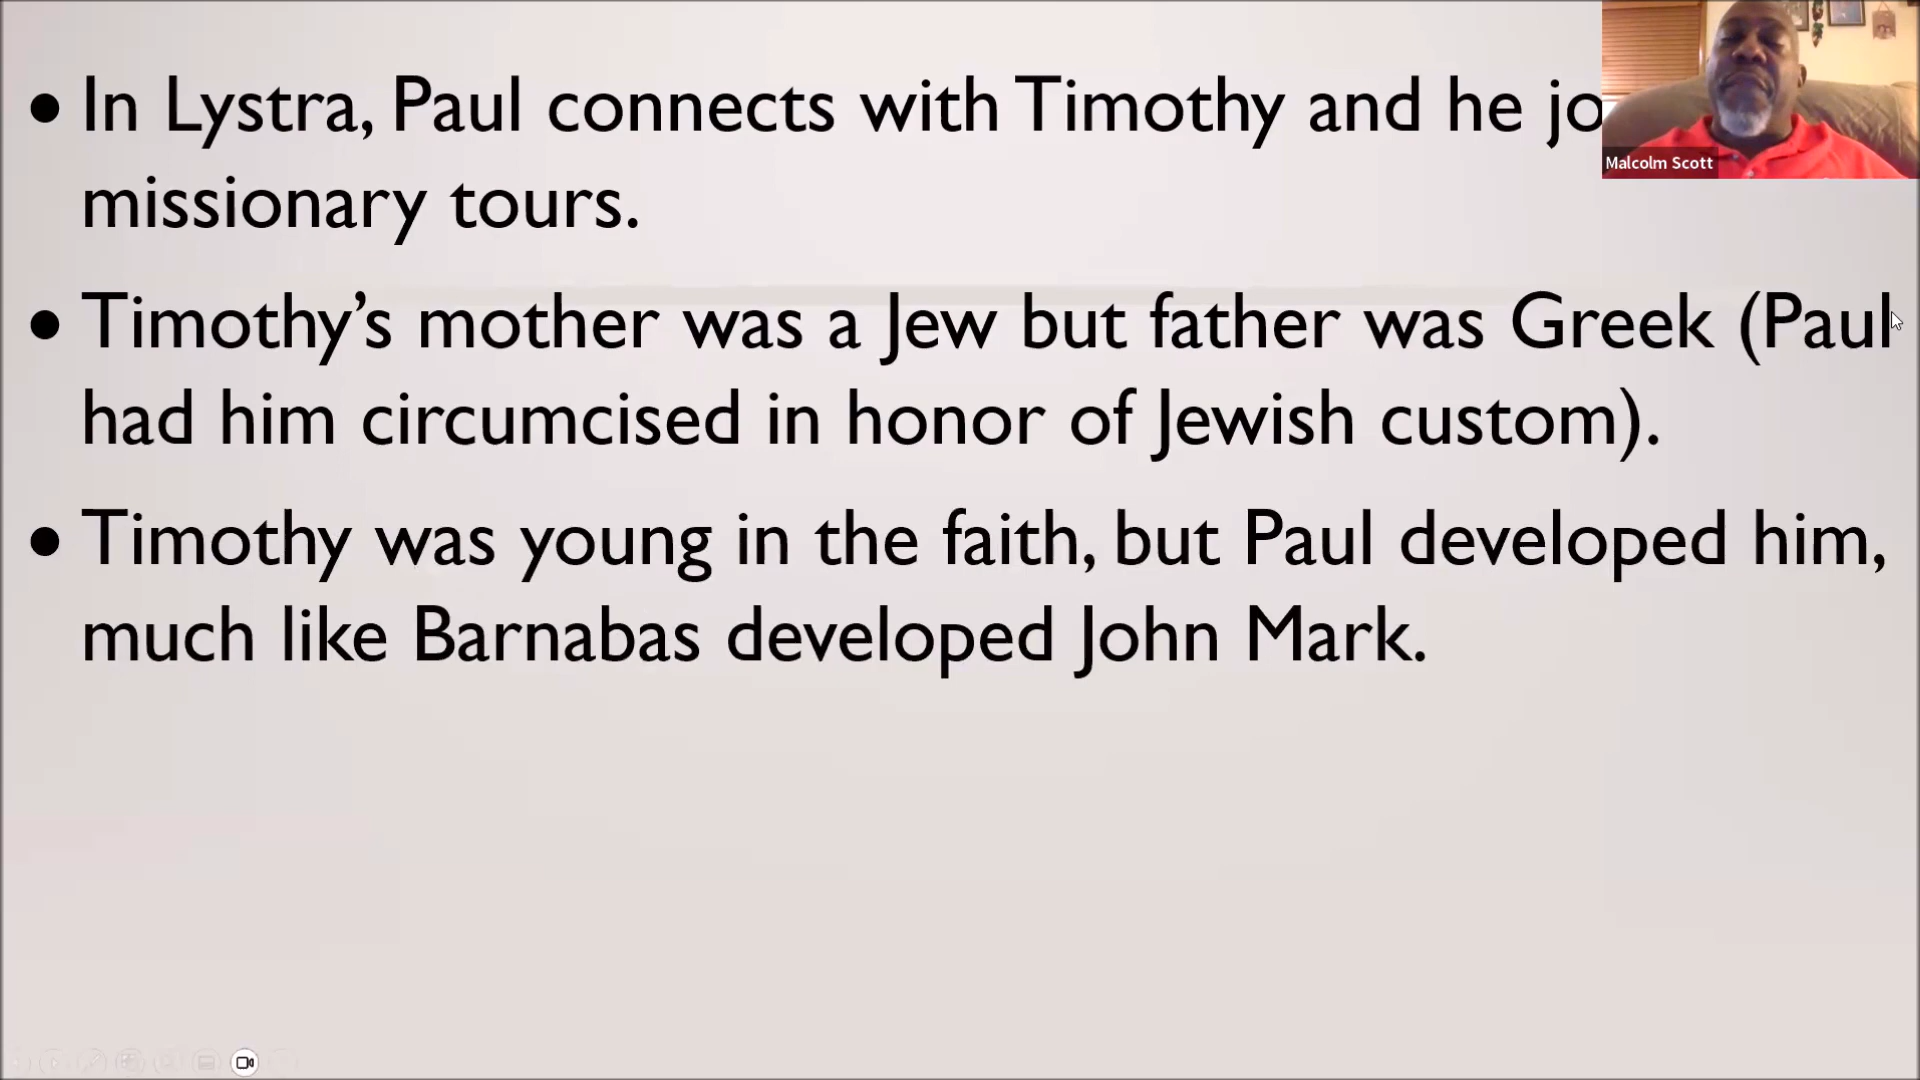 • In Lystra, Paul connects with Timothy and he
missionary tours.
• Timothy’s mother was a Jew but father was Greek (Paul
had him circumcised in honor of Jewish custom).
• Timothy was young in the faith, but Paul developed him,
much like Barnabas developed John Mark.
Malcolm Scott